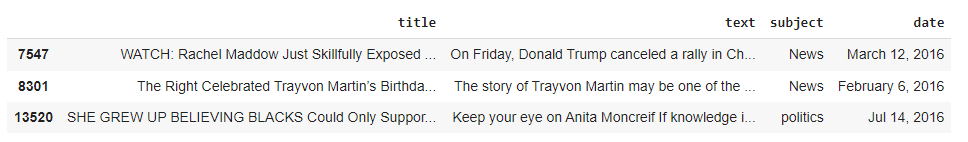 title text subject date
7547 WATCH: Rachel Maddow Just Skillfully Exposed ... On Friday, Donald Trump canceled a rally in Ch... News March 12, 2016
8301 The Right Celebrated Trayvon Martin’s Birthda... The story of Trayvon Martin may be one of the ... News February 6, 2016
13520 SHE GREW UP BELIEVING BLACKS Could Only Suppor... Keep your eye on Anita Moncreif If knowledge i... politics Jul 14, 2016